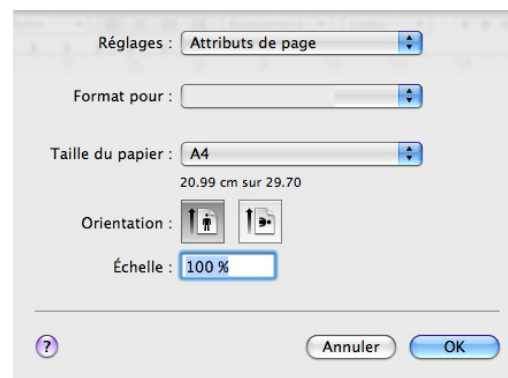 Réglages : Attributs de page
Format pour :
Taille du papier : A4
20.99 cm sur 29.70
Orientation :
Échelle : 100 %
? Annuler OK